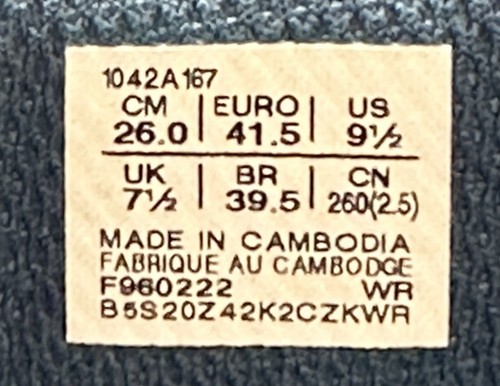 1042A167
CM | EURO | US
26.0 | 41.5 | 9½
UK | BR | CN
7½ | 39.5 | 260(2.5)
MADE IN CAMBODIA
FABRIQUE AU CAMBODGE
F960222 WR
B5S20Z42K2CZKWR